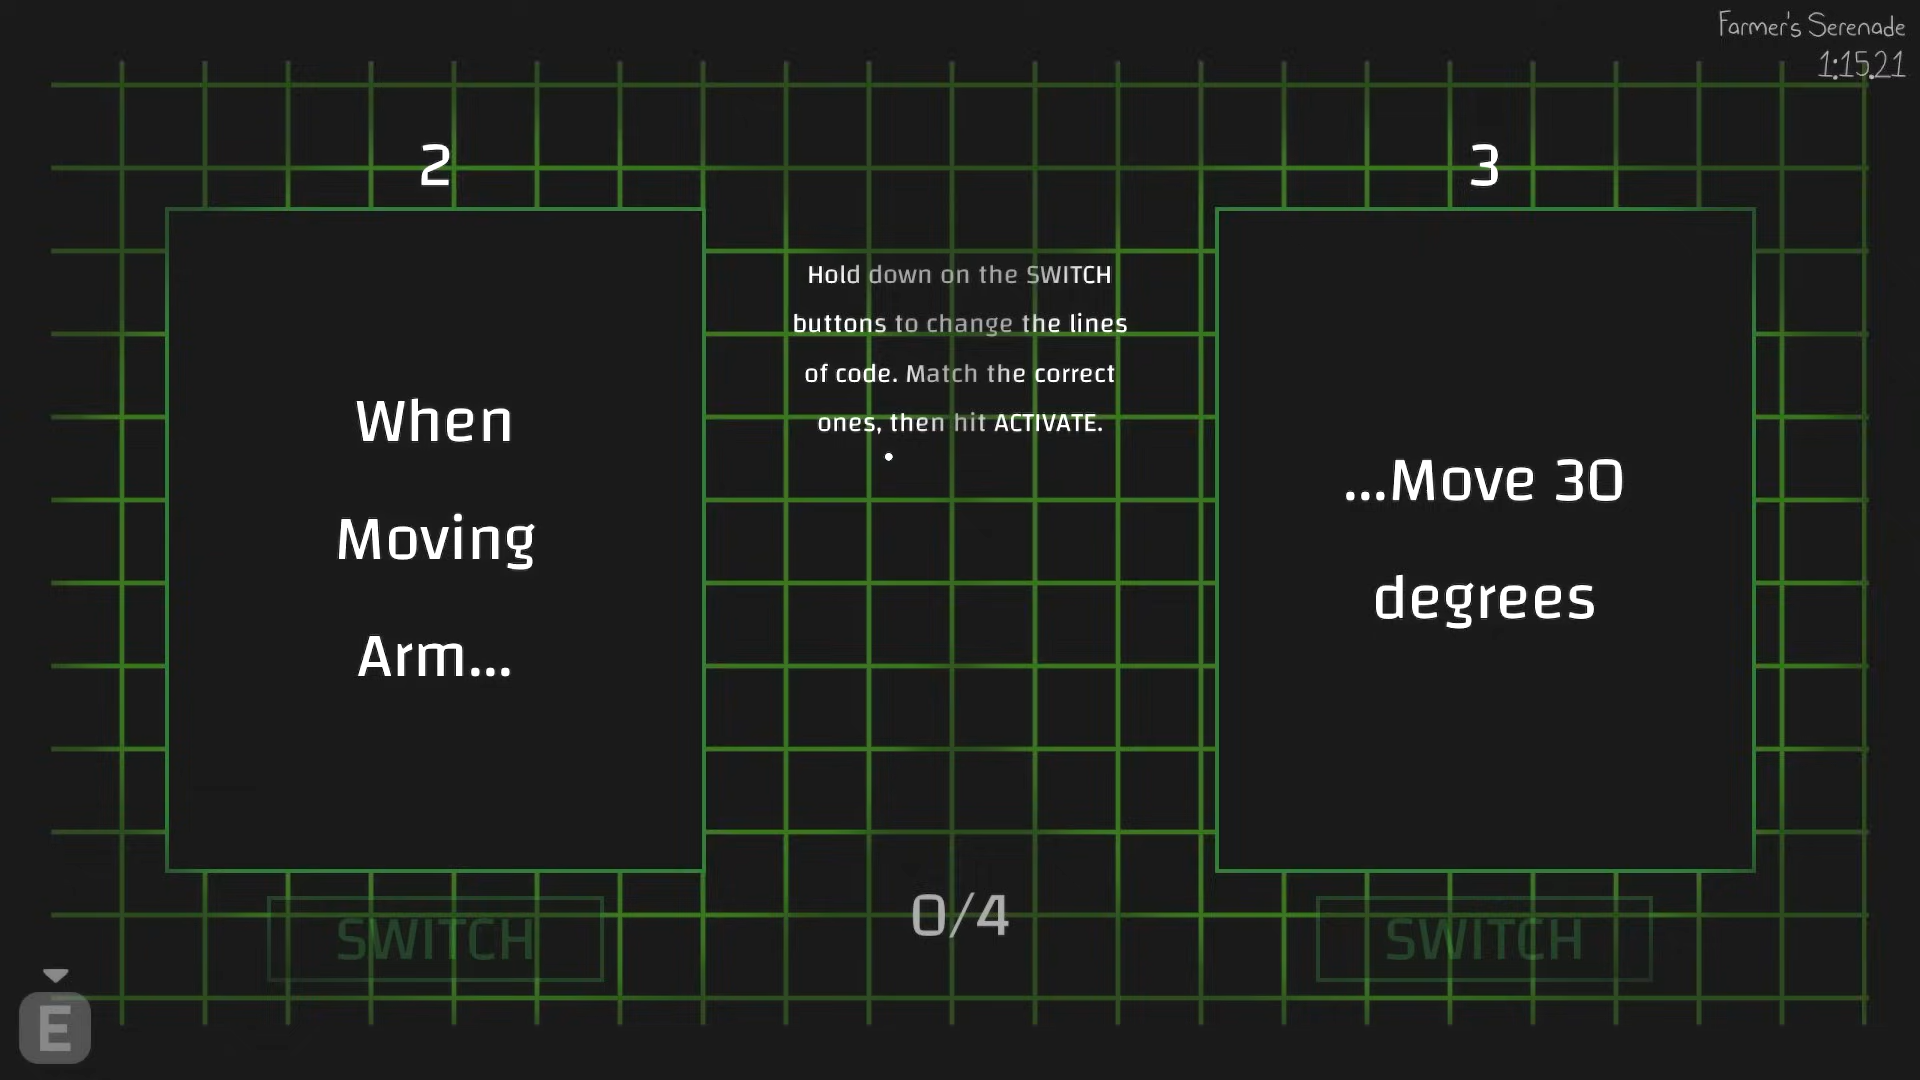 Farmer's Serenade
1:15.21
2
3
When
Moving
Arm...
Hold down on the SWITCH
buttons to change the lines
of code. Match the correct
ones, then hit ACTIVATE.
...Move 30
degrees
0/4
SWITCH
SWITCH
E